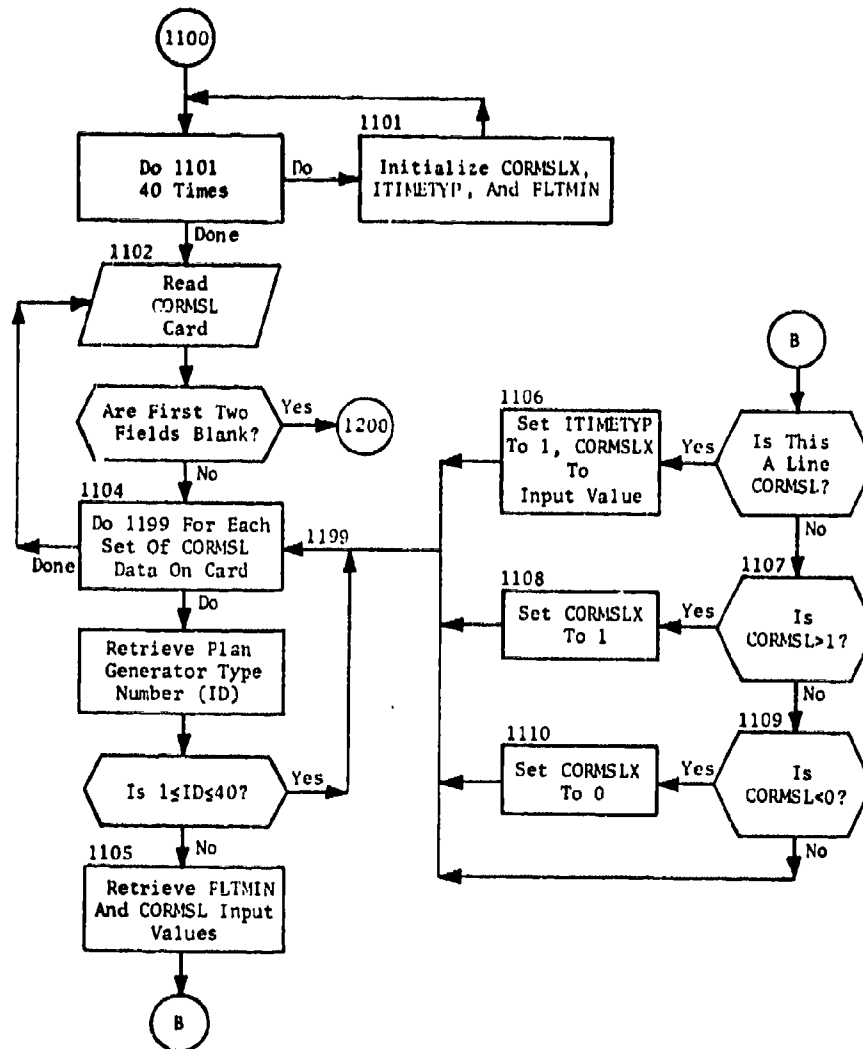 1100
1101
Do 1101
40 Times
Do
Initialize CORMSLX,
ITIMETYP, And FLTMIN
Done
1102
Read
CORMSL
Card
Are First Two
Fields Blank?
Yes
1200
No
1104
Do 1199 For Each
Set Of CORMSL
Data On Card
1199
Done
Do
Retrieve Plan
Generator Type
Number (ID)
Is 1≤ID≤40?
Yes
No
1105
Retrieve FLTMIN
And CORMSL Input
Values
B
B
1106
Set ITIMETYP
To 1, CORMSLX
To
Input Value
Yes
Is This
A Line
CORMSL?
No
1107
1108
Set CORMSLX
To 1
Yes
Is
CORMSL>1?
No
1109
1110
Set CORMSLX
To 0
Yes
Is
CORMSL<0?
No